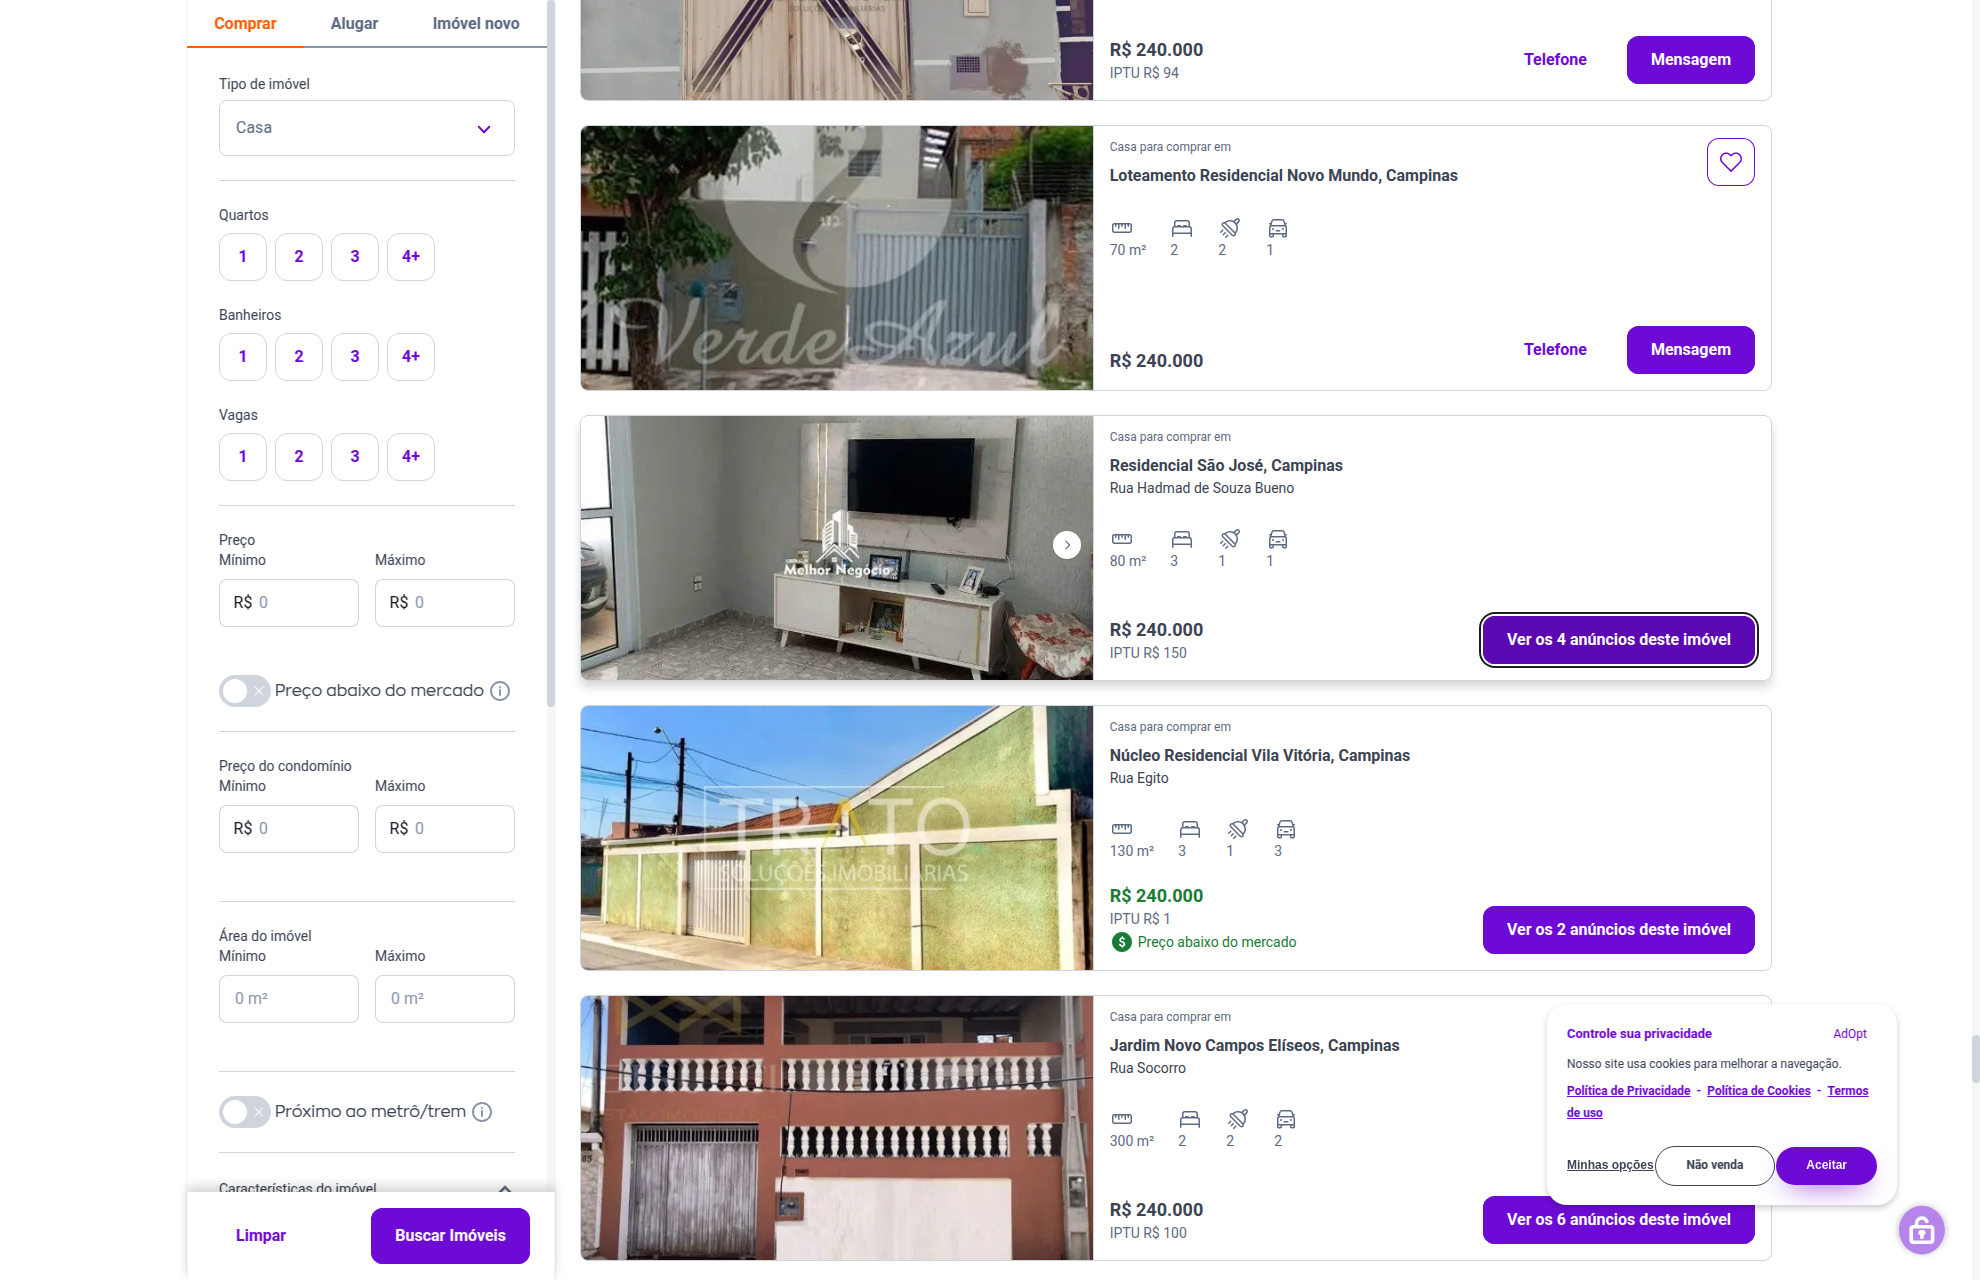 Comprar
Alugar
Imóvel novo
Tipo de imóvel
Casa
Quartos
1
2
3
4+
Banheiros
1
2
3
4+
Vagas
1
2
3
4+
Preço
Mínimo
Máximo
R$ 0
R$ 0
Preço abaixo do mercado
Preço do condomínio
Mínimo
Máximo
R$ 0
R$ 0
Área do imóvel
Mínimo
Máximo
0 m²
0 m²
Próximo ao metrô/trem
Características do imóvel
Limpar
Buscar Imóveis
SOLUÇÕES IMOBILIÁRIAS
R$ 240.000
IPTU R$ 94
Telefone
Mensagem
Verde Azul
Casa para comprar em
Loteamento Residencial Novo Mundo, Campinas
70 m²
2
2
1
R$ 240.000
Telefone
Mensagem
Melhor Negócio
Casa para comprar em
Residencial São José, Campinas
Rua Hadmad de Souza Bueno
80 m²
3
1
1
R$ 240.000
IPTU R$ 150
Ver os 4 anúncios deste imóvel
TRATO
SOLUÇÕES IMOBILIÁRIAS
Casa para comprar em
Núcleo Residencial Vila Vitória, Campinas
Rua Egito
130 m²
3
1
3
R$ 240.000
IPTU R$ 1
$ Preço abaixo do mercado
Ver os 2 anúncios deste imóvel
Casa para comprar em
Jardim Novo Campos Elíseos, Campinas
Rua Socorro
300 m²
2
2
2
R$ 240.000
IPTU R$ 100
Ver os 6 anúncios deste imóvel
Controle sua privacidade
AdOpt
Nosso site usa cookies para melhorar a navegação.
Política de Privacidade - Política de Cookies - Termos
de uso
Minhas opções
Não venda
Aceitar